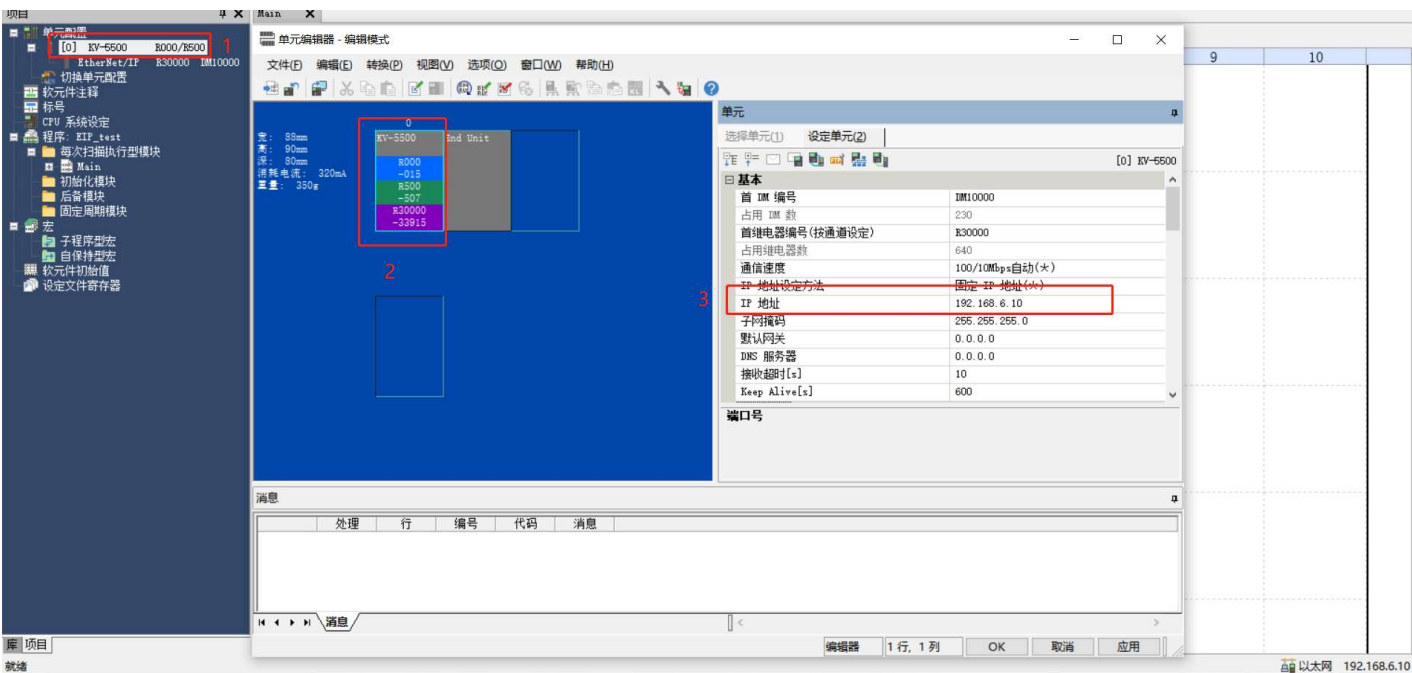 项目
Main
单元配置
[0] KV-5500 R000/R500
1
EtherNet/IP R30000 DM10000
切换单元配置
软元件注释
标号
CPU 系统设定
程序: EIP_test
每次扫描执行型模块
Main
初始化模块
后备模块
固定周期模块
宏
子程序型宏
自保持型宏
软元件初始值
设定文件寄存器
库 项目
就绪
单元编辑器 - 编辑模式
文件(F) 编辑(E) 转换(P) 视图(V) 选项(O) 窗口(W) 帮助(H)
宽: 88mm
高: 90mm
深: 80mm
消耗电流: 320mA
重量: 350g
0
KV-5500 End Unit
R000
-015
R500
-507
R30000
-33915
2
单元
选择单元(1) 设定单元(2)
[0] KV-5500
基本
首 DM 编号 DM10000
占用 DM 数 230
首继电器编号(按通道设定) R30000
占用继电器数 640
通信速度 100/10Mbps自动(*)
IP 地址设定方法 固定 IP 地址(*)
3
IP 地址 192.168.6.10
子网掩码 255.255.255.0
默认网关 0.0.0.0
DNS 服务器 0.0.0.0
接收超时[s] 10
Keep Alive[s] 600
端口号
消息
处理 行 编号 代码 消息
消息
编辑器 1 行, 1 列 OK 取消 应用
9 10
以太网 192.168.6.10